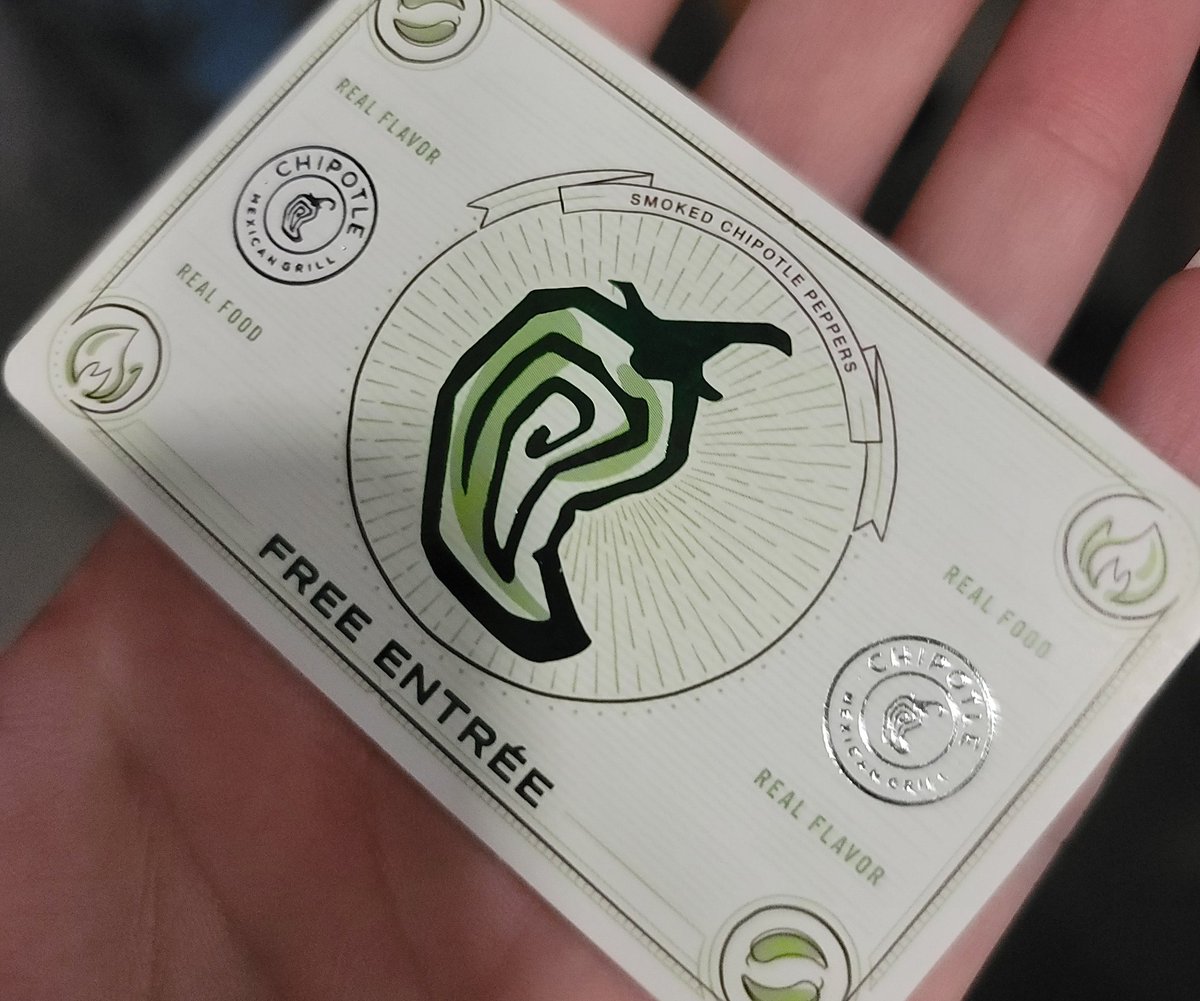 REAL FLAVOR
CHIPOTLE
MEXICAN GRILL
REAL FOOD
SMOKED CHIPOTLE PEPPERS
FREE ENTRÉE
REAL FOOD
CHIPOTLE
MEXICAN GRILL
REAL FLAVOR